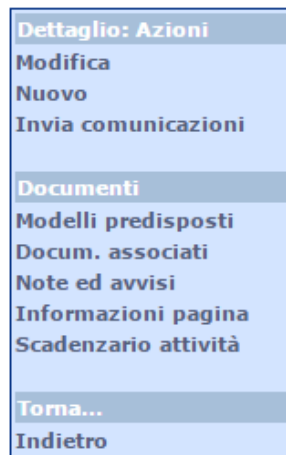 Dettaglio: Azioni
Modifica
Nuovo
Invia comunicazioni
Documenti
Modelli predisposti
Docum. associati
Note ed avvisi
Informazioni pagina
Scadenzario attività
Torna...
Indietro